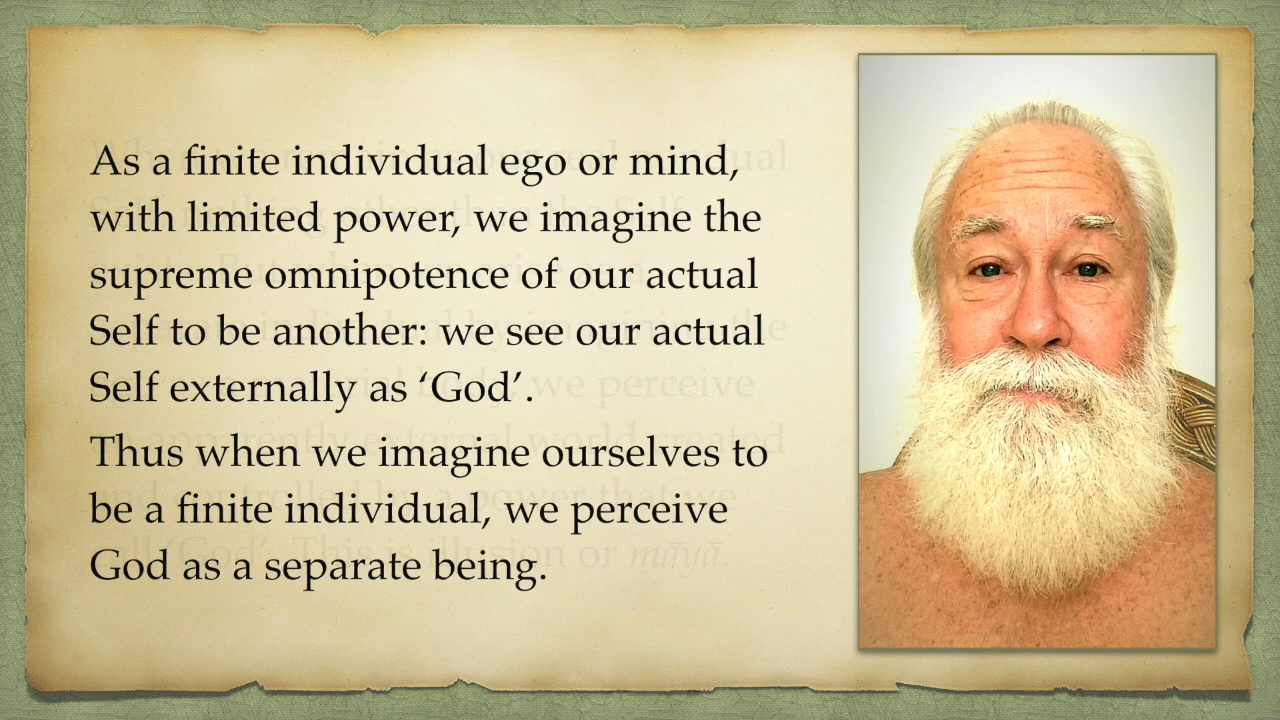 As a finite individual ego or mind,
with limited power, we imagine the
supreme omnipotence of our actual
Self to be another: we see our actual
Self externally as ‘God’.
Thus when we imagine ourselves to
be a finite individual, we perceive
God as a separate being.